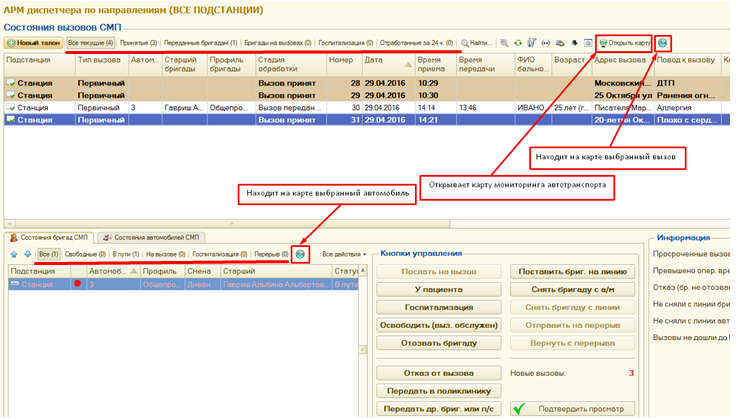 АРМ диспетчера по направлениям (ВСЕ ПОДСТАНЦИИ)
Состояния вызовов СМП
Новый талон Все текущие (4) Принятые (3) Переданные бригадам (1) Бригады на вызовах (0) Госпитализация (0) Отработанные за 24 ч. (0) Найти... Открыть карту
Подстанция Тип вызова Автом... Старший бригады Профиль бригады Стадия обработки Номер Дата Время приема Время передачи ФИО больно... Возраст Адрес вызова Повод к вызову
Станция Первичный Вызов принят 28 29.04.2016 10:29 Московский... ДТП
Станция Первичный Вызов принят 29 29.04.2016 10:30 25 Октября ул Ранения огн...
Станция Первичный 3 Гавриш А... Общепро... Вызов передан ... 30 29.04.2016 14:14 13:46 ИВАНО... 25 лет (г... Писателя Мар... Аллергия
Станция Первичный Вызов принят 31 29.04.2016 14:21 20-летия Ок... Плохо с серд...
Находит на карте выбранный вызов
Открывает карту мониторинга автотранспорта
Находит на карте выбранный автомобиль
Состояния бригад СМП Состояния автомобилей СМП
Все (1) Свободные (0) В пути (1) На вызове (0) Госпитализация (0) Перерыв (0) Все действия
Подстанция Автомоб... Профиль Смена Старший Статус
Станция 3 Общепро... Дневн... Гавриш Альбина Альбертов... В пути
Кнопки управления
Послать на вызов
У пациента
Госпитализация
Освободить (выз. обслужен)
Отозвать бригаду
Отказ от вызова
Передать в поликлинику
Передать др. бриг. или п/с
Поставить бриг. на линию
Снять бригаду с а/м
Снять бригаду с линии
Отправить на перерыв
Вернуть с перерыва
Новые вызовы: 3
Подтвердить просмотр
Информация
Просроченные вызов
Превышено опер. врe
Отказ (бр. не отозва
Не сняли с линии бри
Не сняли с линии авт
Вызовы не дошли до